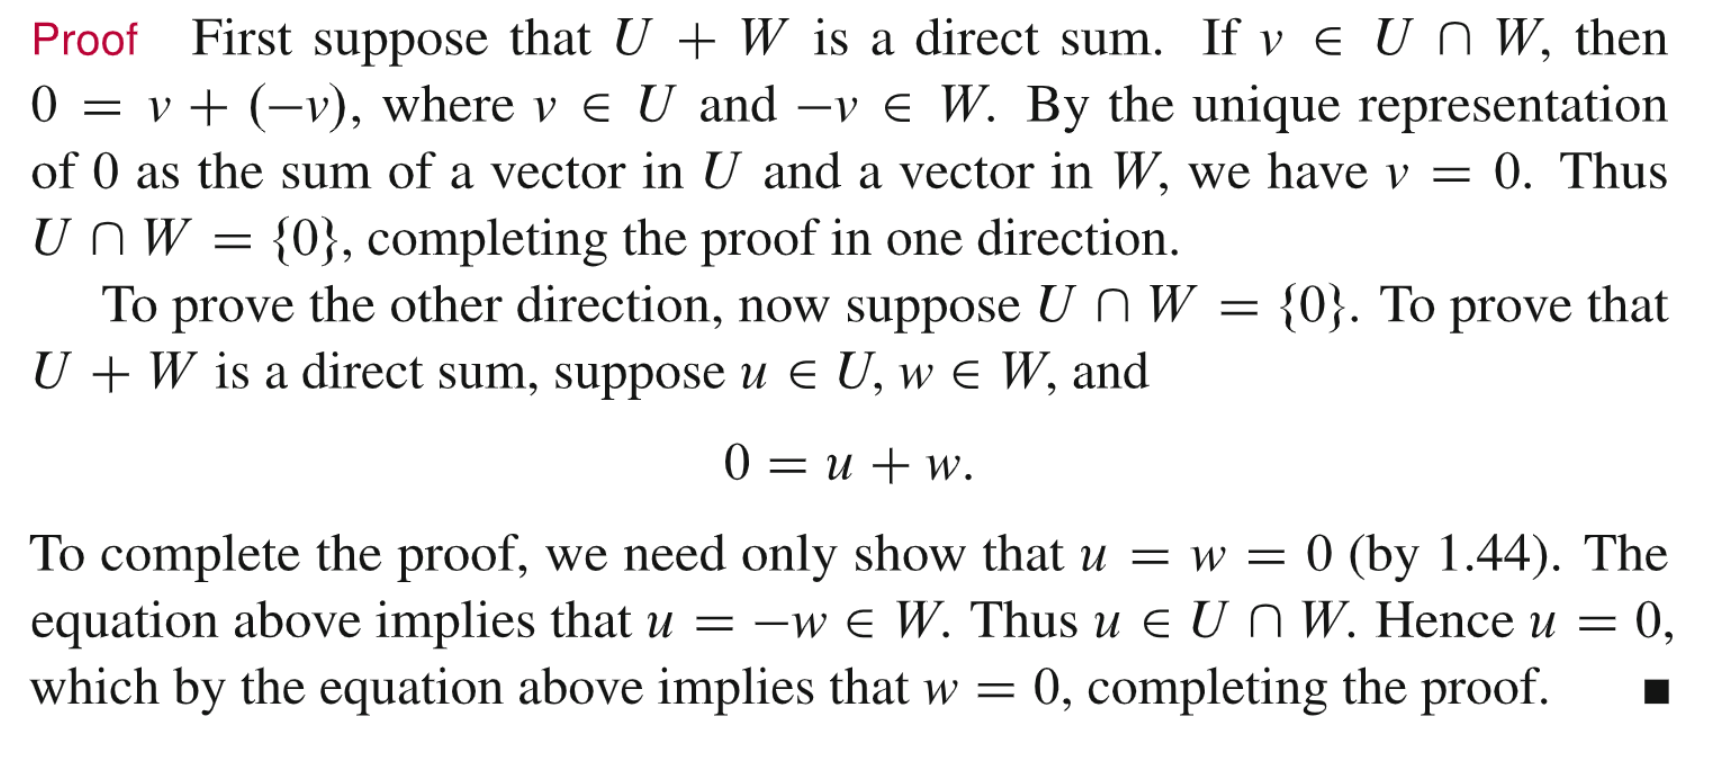 Proof First suppose that U + W is a direct sum. If v ∈ U ∩ W, then
0 = v + (−v), where v ∈ U and −v ∈ W. By the unique representation
of 0 as the sum of a vector in U and a vector in W, we have v = 0. Thus
U ∩ W = {0}, completing the proof in one direction.
To prove the other direction, now suppose U ∩ W = {0}. To prove that
U + W is a direct sum, suppose u ∈ U, w ∈ W, and
0 = u + w.
To complete the proof, we need only show that u = w = 0 (by 1.44). The
equation above implies that u = −w ∈ W. Thus u ∈ U ∩ W. Hence u = 0,
which by the equation above implies that w = 0, completing the proof. ■